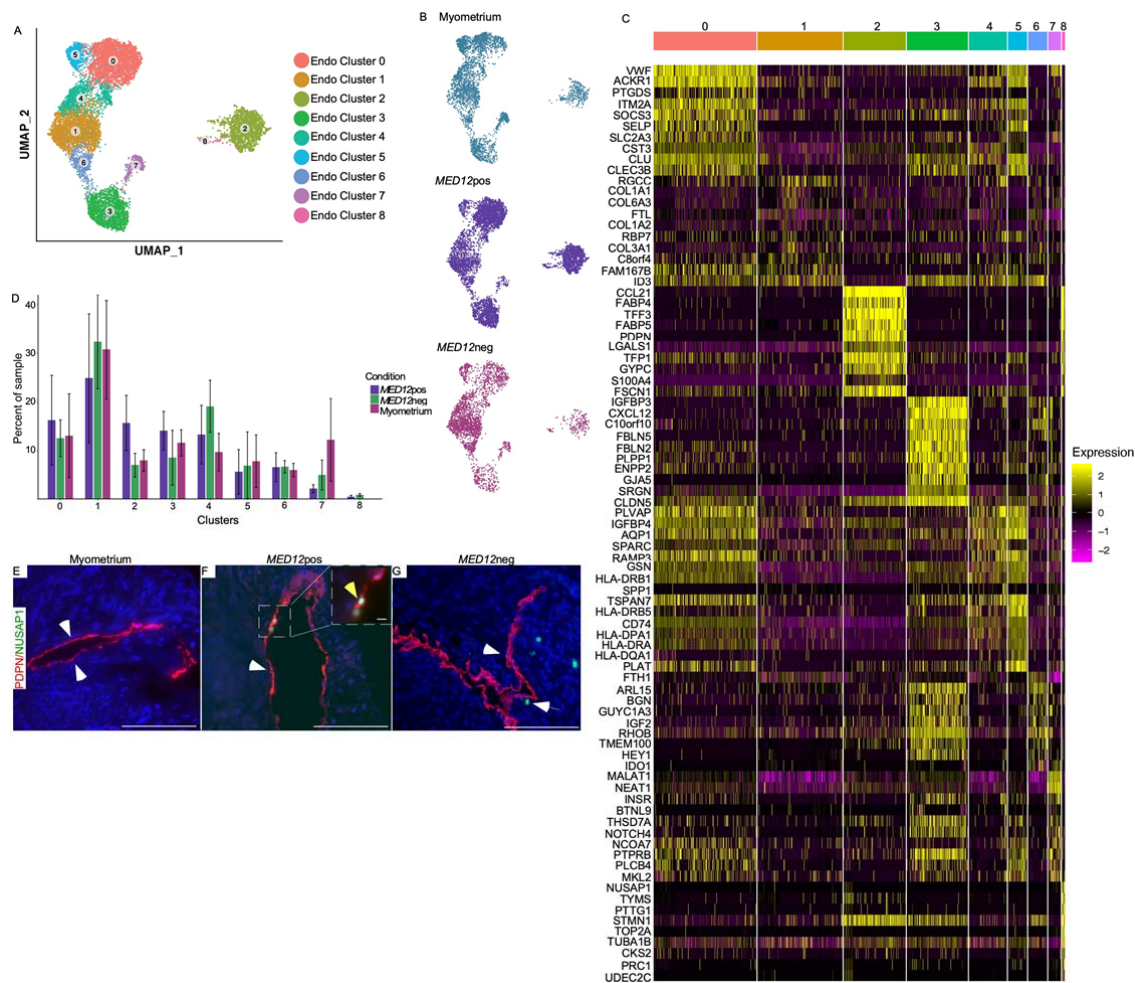 A
UMAP_2
UMAP_1
5
0
4
1
6
7
3
8
2
Endo Cluster 0
Endo Cluster 1
Endo Cluster 2
Endo Cluster 3
Endo Cluster 4
Endo Cluster 5
Endo Cluster 6
Endo Cluster 7
Endo Cluster 8
B
Myometrium
MED12pos
MED12neg
C
0 1 2 3 4 5 6 7 8
VWF
ACKR1
PTGDS
ITM2A
SOCS3
SELP
SLC2A3
CST3
CLU
CLEC3B
RGCC
COL1A1
COL6A3
FTL
COL1A2
RBP7
COL3A1
C8orf4
FAM167B
ID3
CCL21
FABP4
TFF3
FABP5
PDPN
LGALS1
TFP1
GYPC
S100A4
FSCN1
IGFBP3
CXCL12
C10orf10
FBLN5
FBLN2
PLPP1
ENPP2
GJA5
SRGN
CLDN5
PLVAP
IGFBP4
AQP1
SPARC
RAMP3
GSN
HLA-DRB1
SPP1
TSPAN7
HLA-DRB5
CD74
HLA-DPA1
HLA-DRA
HLA-DQA1
PLAT
FTH1
ARL15
BGN
GUYC1A3
IGF2
RHOB
TMEM100
HEY1
IDO1
MALAT1
NEAT1
INSR
BTNL9
THSD7A
NOTCH4
NCOA7
PTPRB
PLCB4
MKL2
NUSAP1
TYMS
PTTG1
STMN1
TOP2A
TUBA1B
CKS2
PRC1
UDEC2C
Expression
2
1
0
−1
−2
D
Percent of sample
40
30
20
10
0 1 2 3 4 5 6 7 8
Clusters
Condition
MED12pos
MED12neg
Myometrium
E
Myometrium
PDPN/NUSAP1
F
MED12pos
G
MED12neg